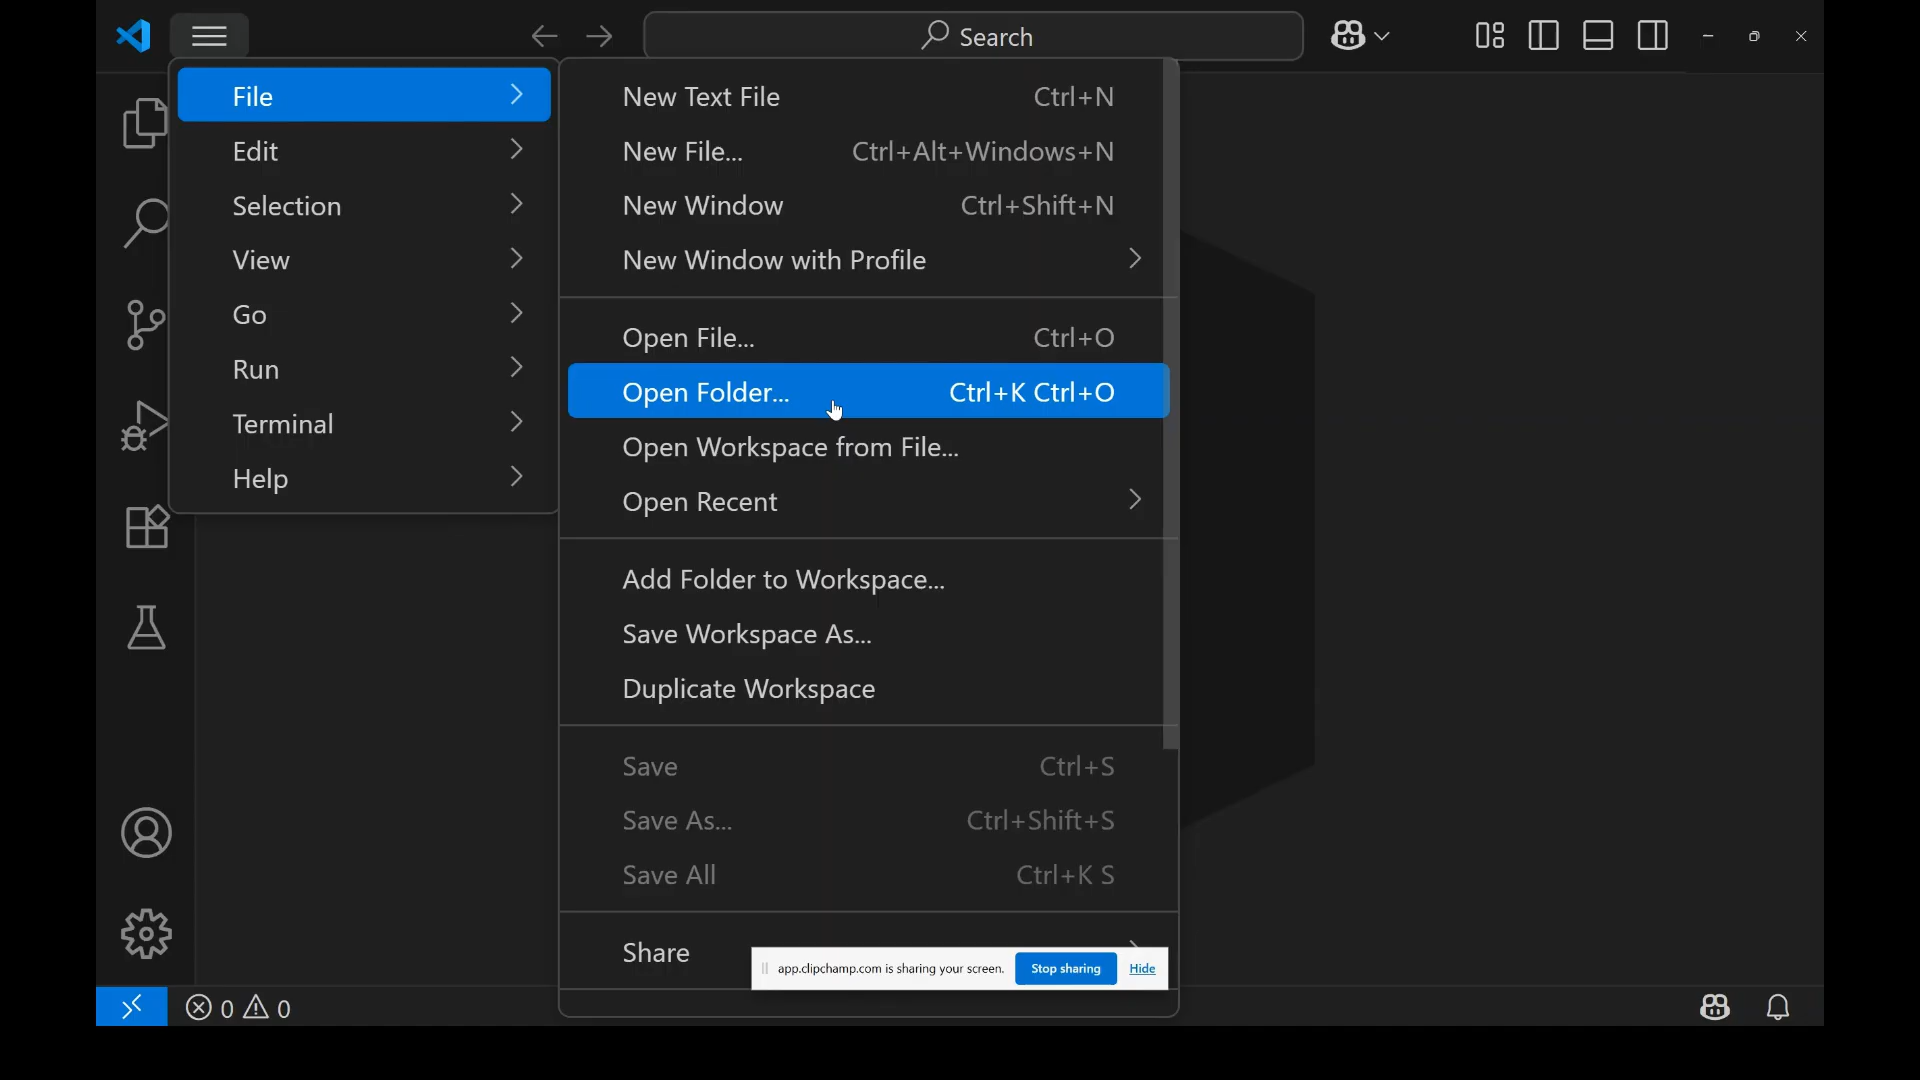 Search
File
Edit
Selection
View
Go
Run
Terminal
Help
New Text File Ctrl+N
New File... Ctrl+Alt+Windows+N
New Window Ctrl+Shift+N
New Window with Profile
Open File... Ctrl+O
Open Folder... Ctrl+K Ctrl+O
Open Workspace from File...
Open Recent
Add Folder to Workspace...
Save Workspace As...
Duplicate Workspace
Save Ctrl+S
Save As... Ctrl+Shift+S
Save All Ctrl+K S
Share
app.clipchamp.com is sharing your screen. Stop sharing Hide
0 0